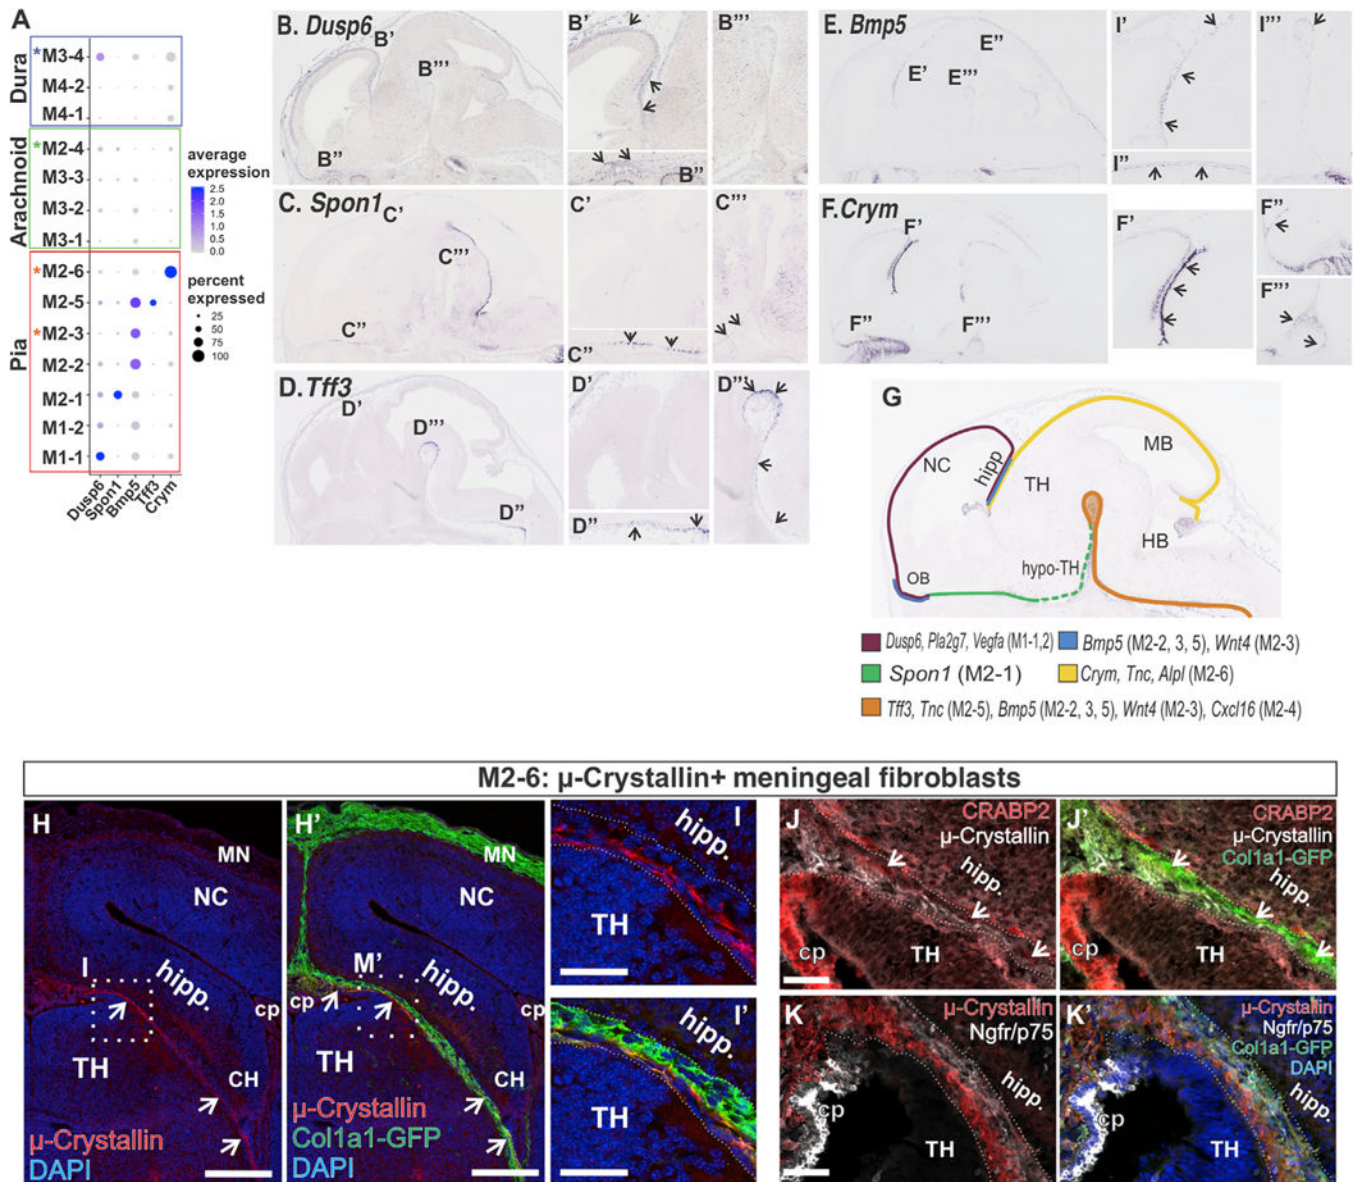 A
Dura
*M3-4
M4-2
M4-1
Arachnoid
*M2-4
M3-3
M3-2
M3-1
Pia
*M2-6
M2-5
*M2-3
M2-2
M2-1
M1-2
M1-1
Dusp6
Spon1
Bmp5
Tff3
Crym
average
expression
2.5
2.0
1.5
1.0
0.5
0.0
percent
expressed
25
50
75
100
B. Dusp6
B'
B'''
B''
B'
B''
B'''
C. Spon1
C'
C'''
C''
C'
C''
C'''
D. Tff3
D'
D'''
D''
D'
D''
D'''
E. Bmp5
E'
E''
E'''
I'
I''
I'''
F. Crym
F'
F''
F'''
F'
F''
F'''
G
NC
hipp
TH
MB
HB
OB
hypo-TH
Dusp6, Pla2g7, Vegfa (M1-1,2)
Bmp5 (M2-2, 3, 5), Wnt4 (M2-3)
Spon1 (M2-1)
Crym, Tnc, Alpl (M2-6)
Tff3, Tnc (M2-5), Bmp5 (M2-2, 3, 5), Wnt4 (M2-3), Cxcl16 (M2-4)
M2-6: µ-Crystallin+ meningeal fibroblasts
H
MN
NC
I
hipp.
cp
TH
CH
µ-Crystallin
DAPI
H'
MN
NC
M'
hipp.
cp
cp
TH
CH
µ-Crystallin
Col1a1-GFP
DAPI
I
hipp.
TH
I'
hipp.
TH
J
CRABP2
µ-Crystallin
hipp.
cp
TH
J'
CRABP2
µ-Crystallin
Col1a1-GFP
hipp.
cp
TH
K
µ-Crystallin
Ngfr/p75
hipp.
cp
TH
K'
µ-Crystallin
Ngfr/p75
Col1a1-GFP
DAPI
hipp.
cp
TH